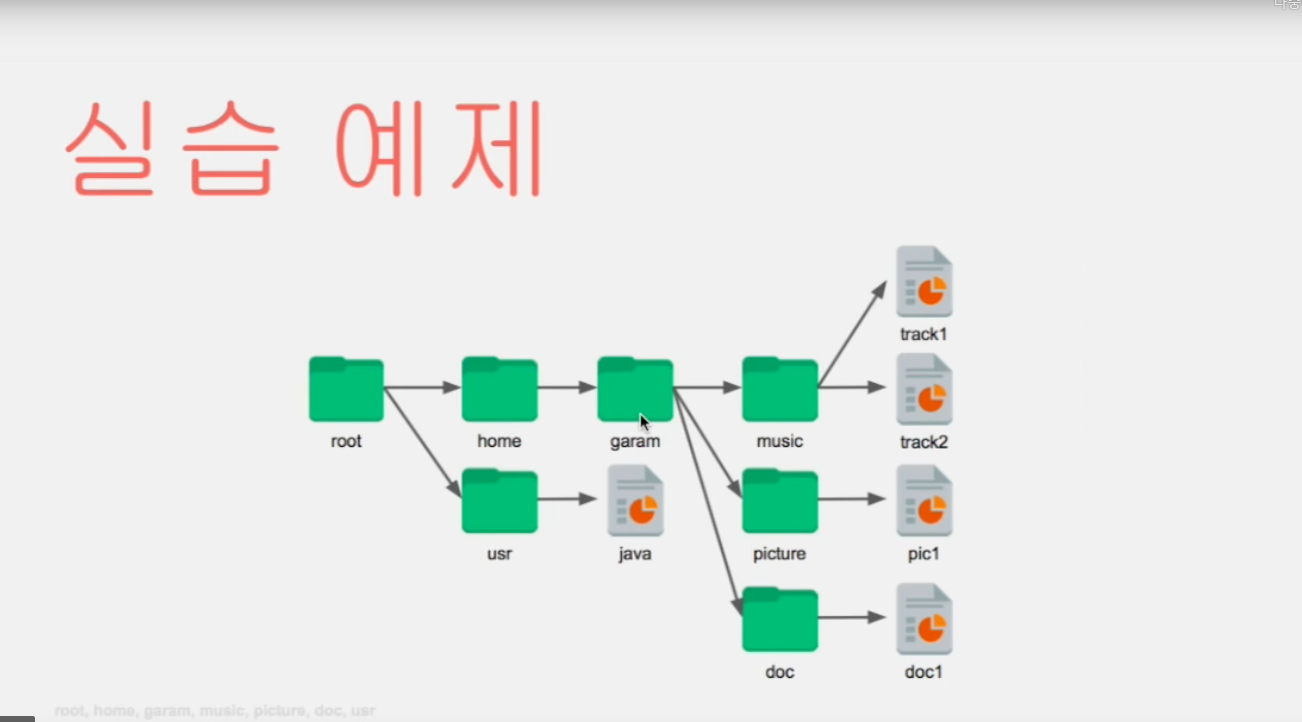 실습 예제
track1
root home garam music track2
usr java picture pic1
doc doc1
root, home, garam, music, picture, doc, usr